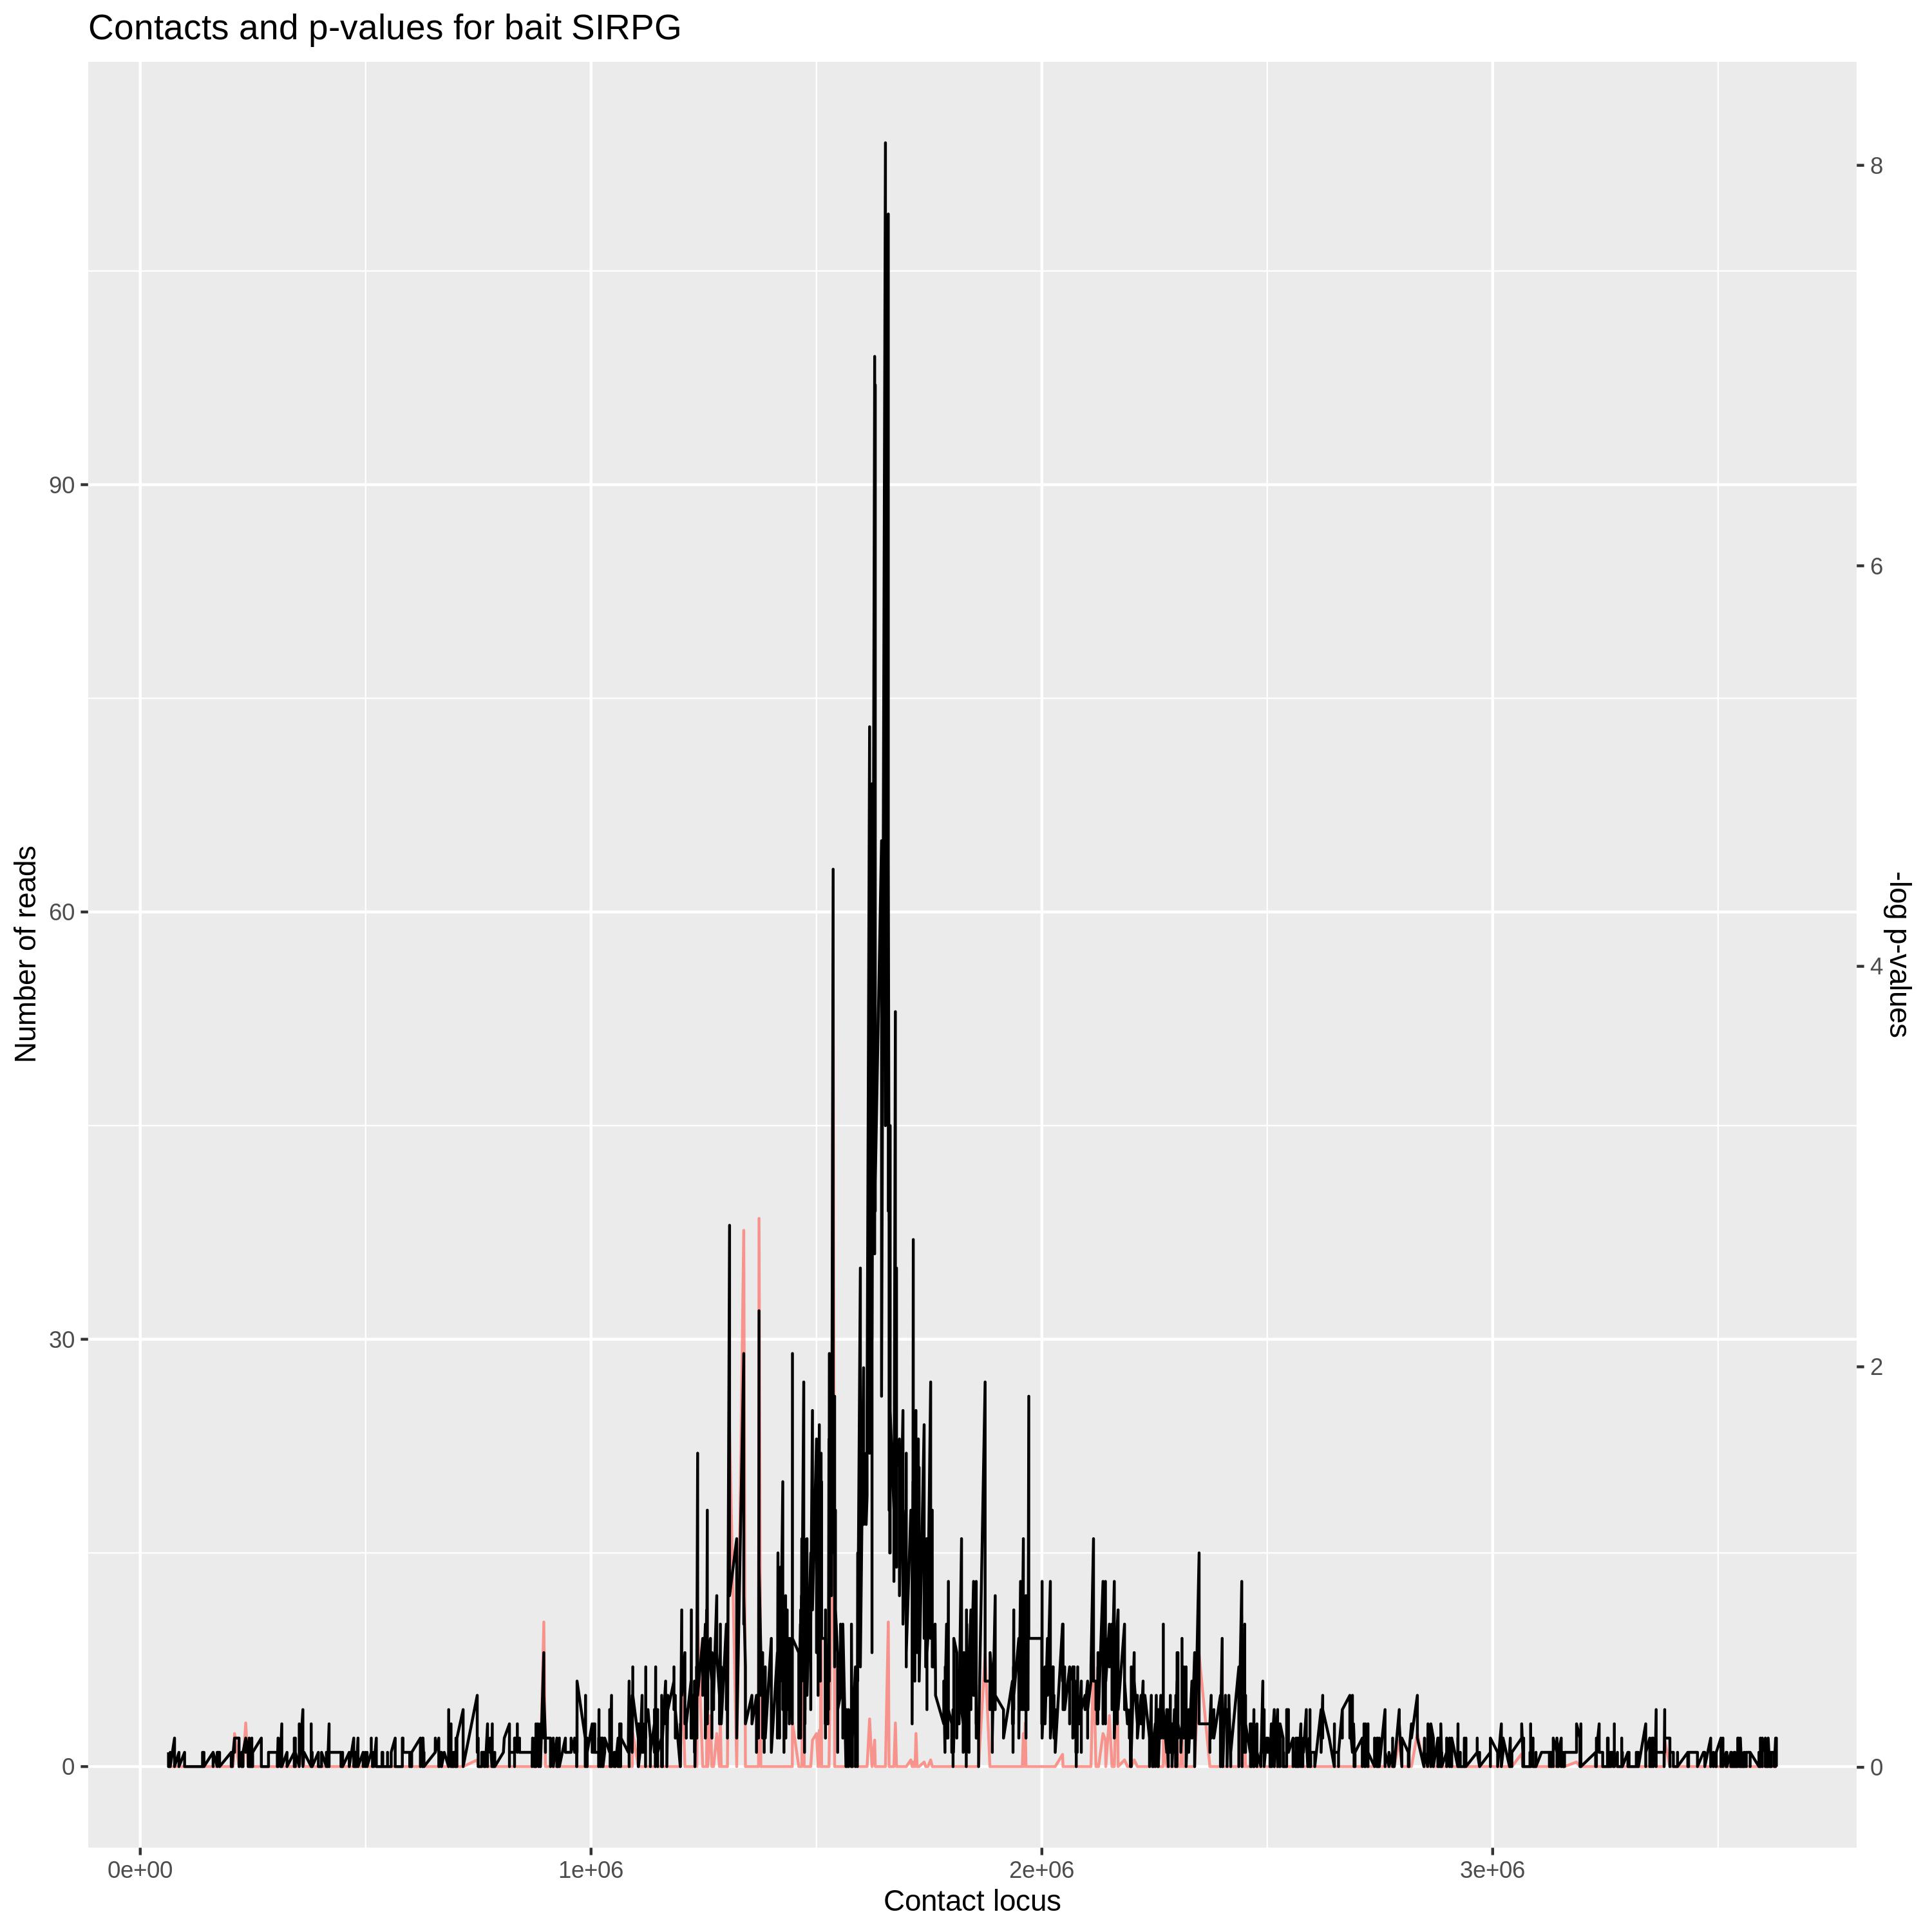 Contacts and p-values for bait SIRPG
Number of reads
90
60
30
0
8
6
4
2
0
-log p-values
0e+00
1e+06
2e+06
3e+06
Contact locus